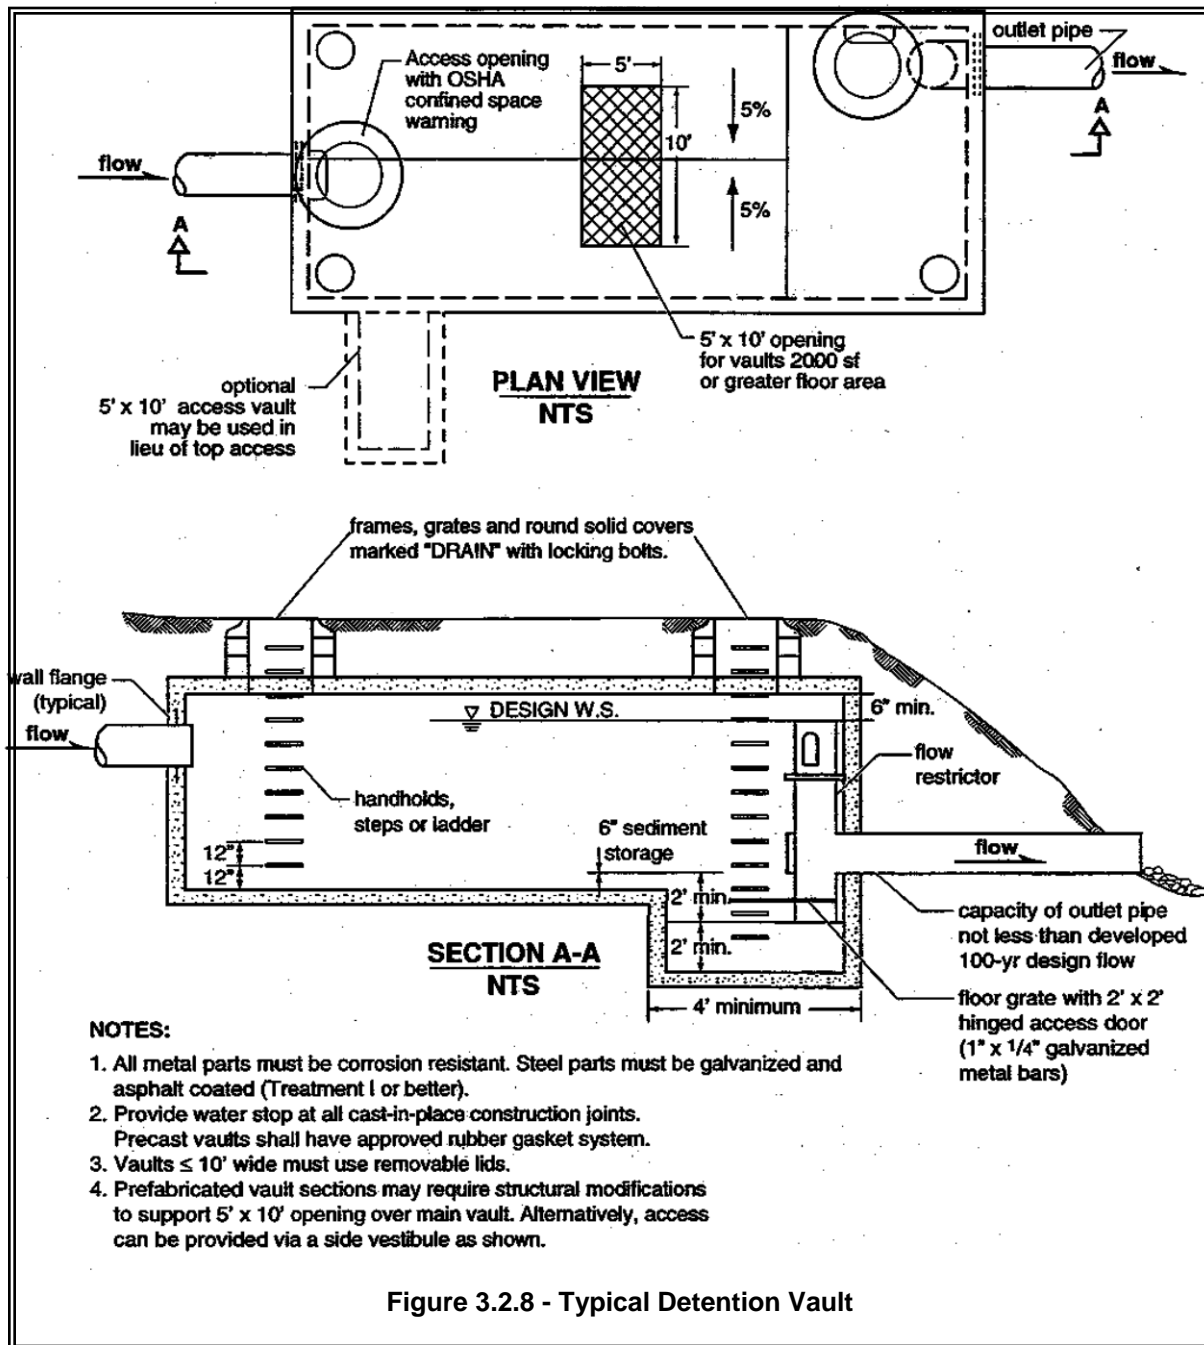 outlet pipe
flow
A
Access opening
with OSHA
confined space
warning
5'
10'
5%
5%
flow
A
5' x 10' opening
for vaults 2000 sf
or greater floor area
optional
5' x 10' access vault
may be used in
lieu of top access
PLAN VIEW
NTS
frames, grates and round solid covers
marked "DRAIN" with locking bolts.
wall flange
(typical)
flow
DESIGN W.S.
6" min.
flow
restrictor
handholds,
steps or ladder
6" sediment
storage
12"
12"
flow
2' min.
2' min.
capacity of outlet pipe
not less than developed
100-yr design flow
SECTION A-A
NTS
4' minimum
floor grate with 2' x 2'
hinged access door
(1" x 1/4" galvanized
metal bars)
NOTES:
1. All metal parts must be corrosion resistant. Steel parts must be galvanized and
asphalt coated (Treatment I or better).
2. Provide water stop at all cast-in-place construction joints.
Precast vaults shall have approved rubber gasket system.
3. Vaults ≤ 10' wide must use removable lids.
4. Prefabricated vault sections may require structural modifications
to support 5' x 10' opening over main vault. Alternatively, access
can be provided via a side vestibule as shown.
Figure 3.2.8 - Typical Detention Vault